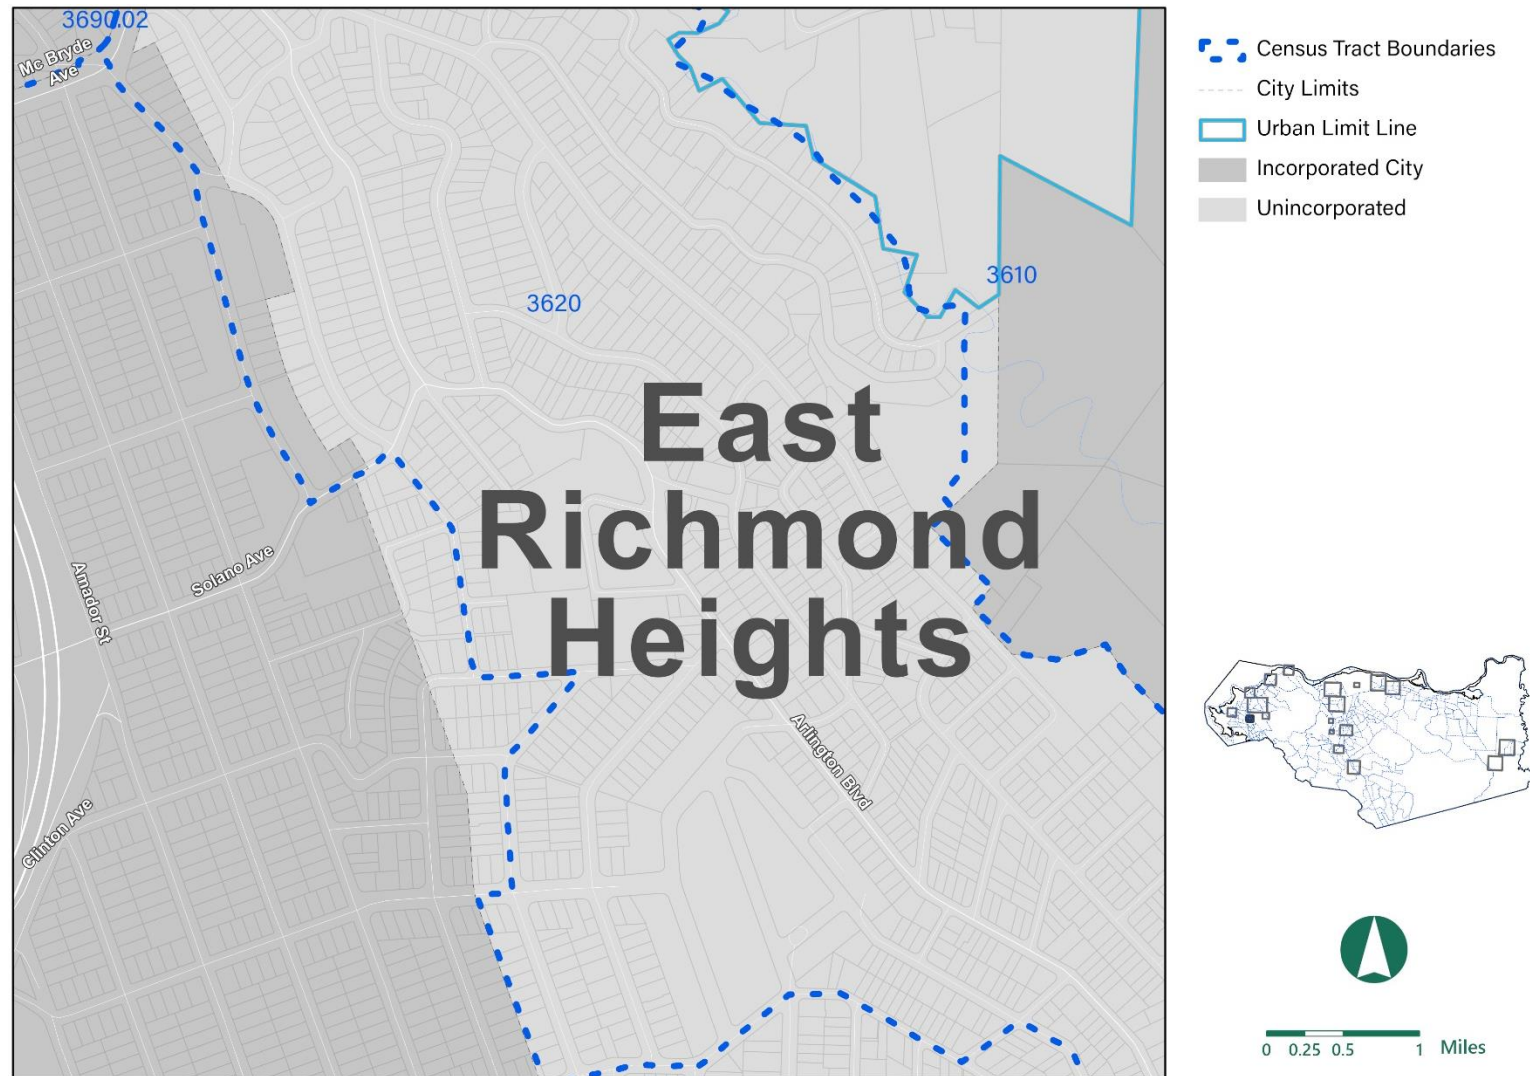 3690.02
Mc Bryde
Ave
3620
3610
East
Richmond
Heights
Solano Ave
Amador St
Arlington Blvd
Clinton Ave
Census Tract Boundaries
City Limits
Urban Limit Line
Incorporated City
Unincorporated
0 0.25 0.5 1 Miles